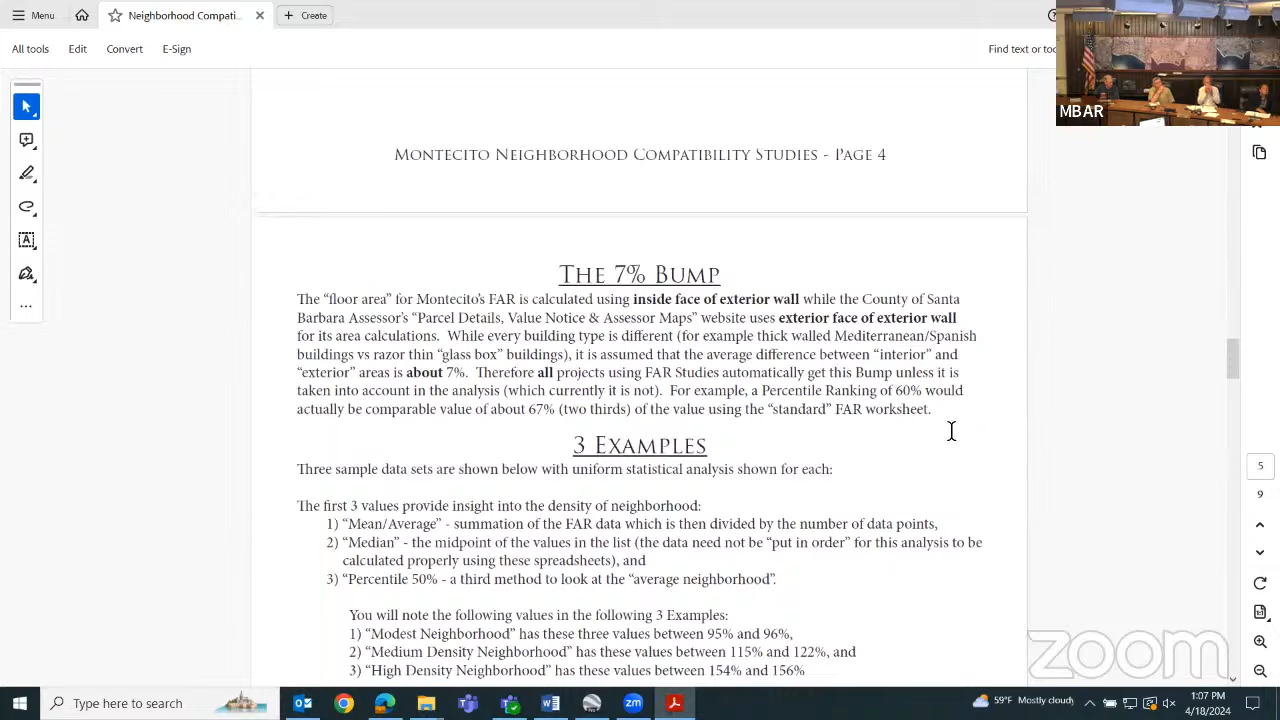 Menu
Neighborhood Compati...
Create
All tools
Edit
Convert
E-Sign
Find text or too
MBAR
Montecito Neighborhood Compatibility Studies - Page 4
The 7% Bump
The “floor area” for Montecito’s FAR is calculated using inside face of exterior wall while the County of Santa
Barbara Assessor’s “Parcel Details, Value Notice & Assessor Maps” website uses exterior face of exterior wall
for its area calculations. While every building type is different (for example thick walled Mediterranean/Spanish
buildings vs razor thin “glass box” buildings), it is assumed that the average difference between “interior” and
“exterior” areas is about 7%. Therefore all projects using FAR Studies automatically get this Bump unless it is
taken into account in the analysis (which currently it is not). For example, a Percentile Ranking of 60% would
actually be comparable value of about 67% (two thirds) of the value using the “standard” FAR worksheet.
3 Examples
Three sample data sets are shown below with uniform statistical analysis shown for each:
The first 3 values provide insight into the density of neighborhood:
1) “Mean/Average” - summation of the FAR data which is then divided by the number of data points,
2) “Median” - the midpoint of the values in the list (the data need not be “put in order” for this analysis to be
calculated properly using these spreadsheets), and
3) “Percentile 50% - a third method to look at the “average neighborhood”.
You will note the following values in the following 3 Examples:
1) “Modest Neighborhood” has these three values between 95% and 96%,
2) “Medium Density Neighborhood” has these values between 115% and 122%, and
3) “High Density Neighborhood” has these values between 154% and 156%
5
9
zoom
Type here to search
59°F Mostly cloudy
1:07 PM
4/18/2024